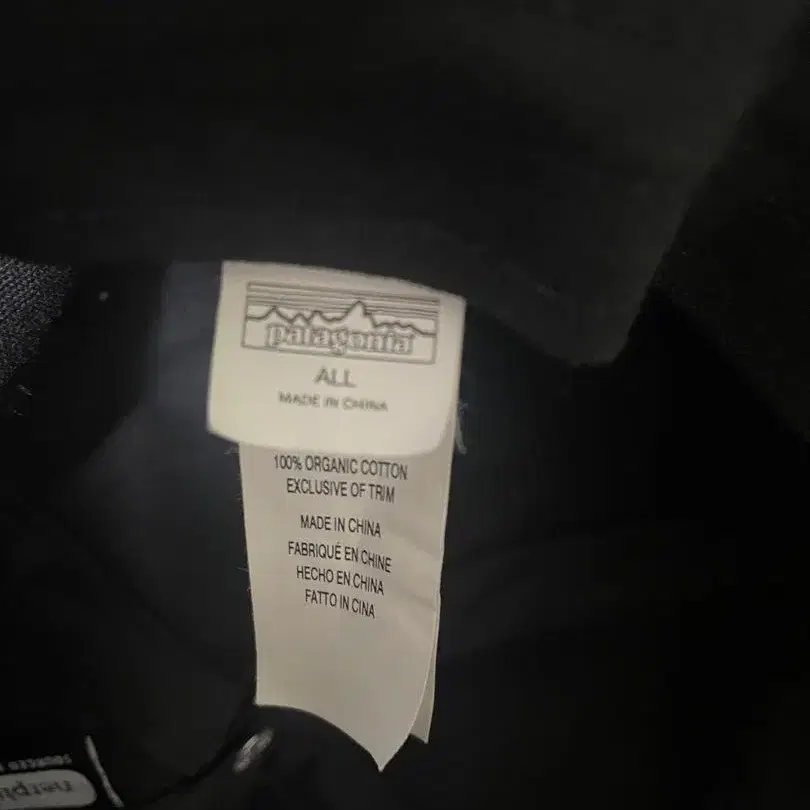 patagonia
ALL
MADE IN CHINA
100% ORGANIC COTTON
EXCLUSIVE OF TRIM
MADE IN CHINA
FABRIQUÉ EN CHINE
HECHO EN CHINA
FATTO IN CINA
SOURCED